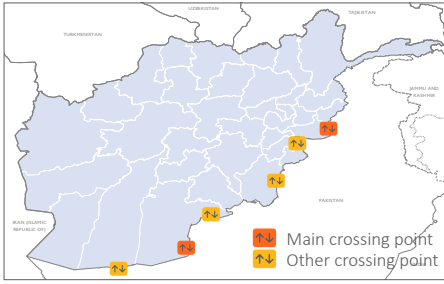 UZBEKISTAN
TAJIKISTAN
TURKMENISTAN
JAMMU AND
KASHMIR
PAKISTAN
IRAN (ISLAMIC
REPUBLIC OF)
Main crossing point
Other crossing point